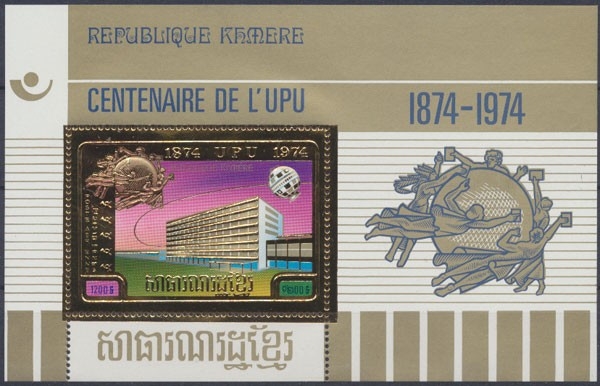 REPUBLIQUE KHMERE
CENTENAIRE DE L'UPU 1874-1974
1874 UPU 1974
1200$
សាធារណរដ្ឋខ្មែរ
សាធារណរដ្ឋខ្មែរ